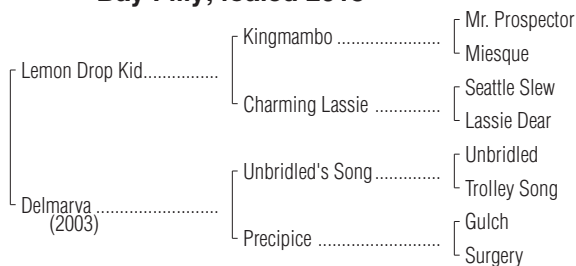 Bay Filly; foaled
Mr. Prospector
Kingmambo ......................
Miesque
Lemon Drop Kid................
Seattle Slew
Charming Lassie ..............
Lassie Dear
Unbridled
Unbridled's Song................
Trolley Song
Delmarva ..........................
(2003)
Gulch
Precipice ..........................
Surgery